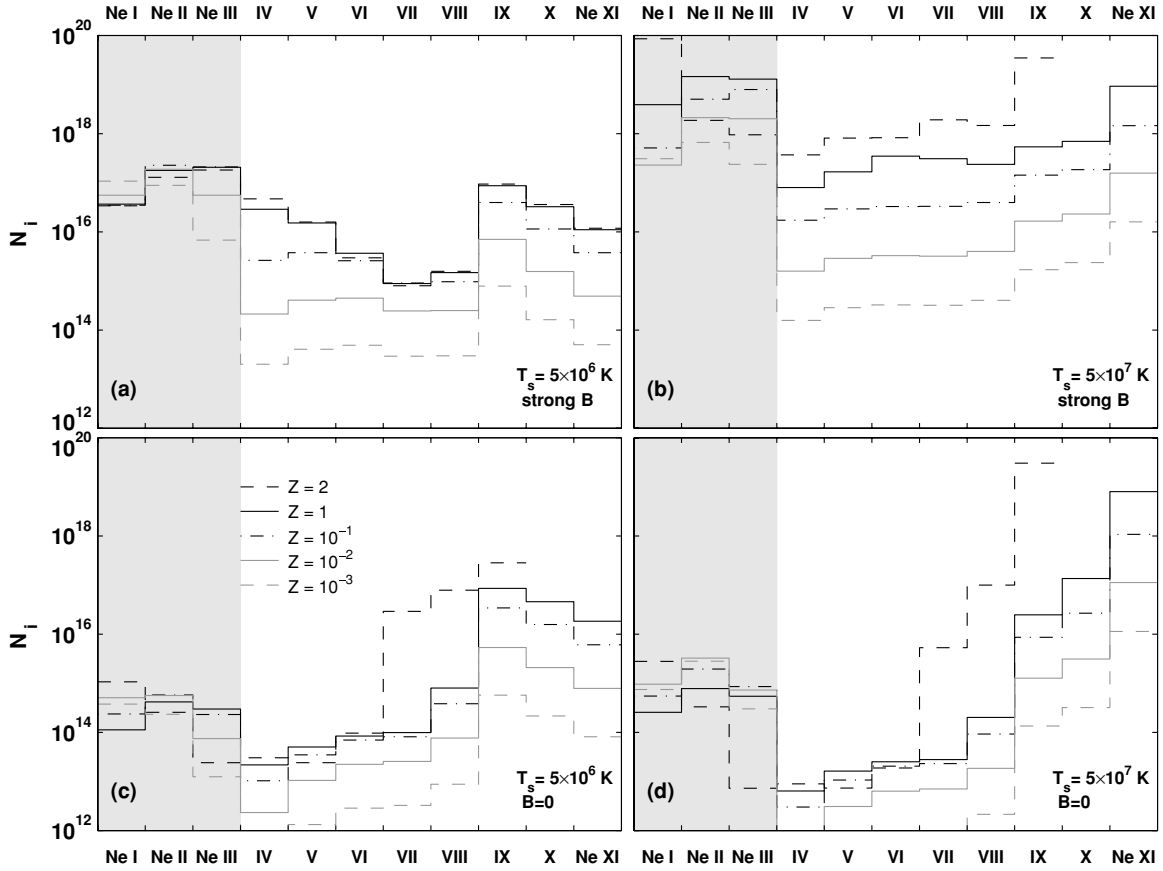 Ne I Ne II Ne III IV V VI VII VIII IX X Ne XI
Ne I Ne II Ne III IV V VI VII VIII IX X Ne XI
10^20
10^18
10^16
10^14
10^12
N_i
(a)
T_s= 5×10^6 K
strong B
(b)
T_s= 5×10^7 K
strong B
10^20
10^18
10^16
10^14
10^12
N_i
Z = 2
Z = 1
Z = 10^−1
Z = 10^−2
Z = 10^−3
(c)
T_s= 5×10^6 K
B=0
(d)
T_s= 5×10^7 K
B=0
Ne I Ne II Ne III IV V VI VII VIII IX X Ne XI
Ne I Ne II Ne III IV V VI VII VIII IX X Ne XI